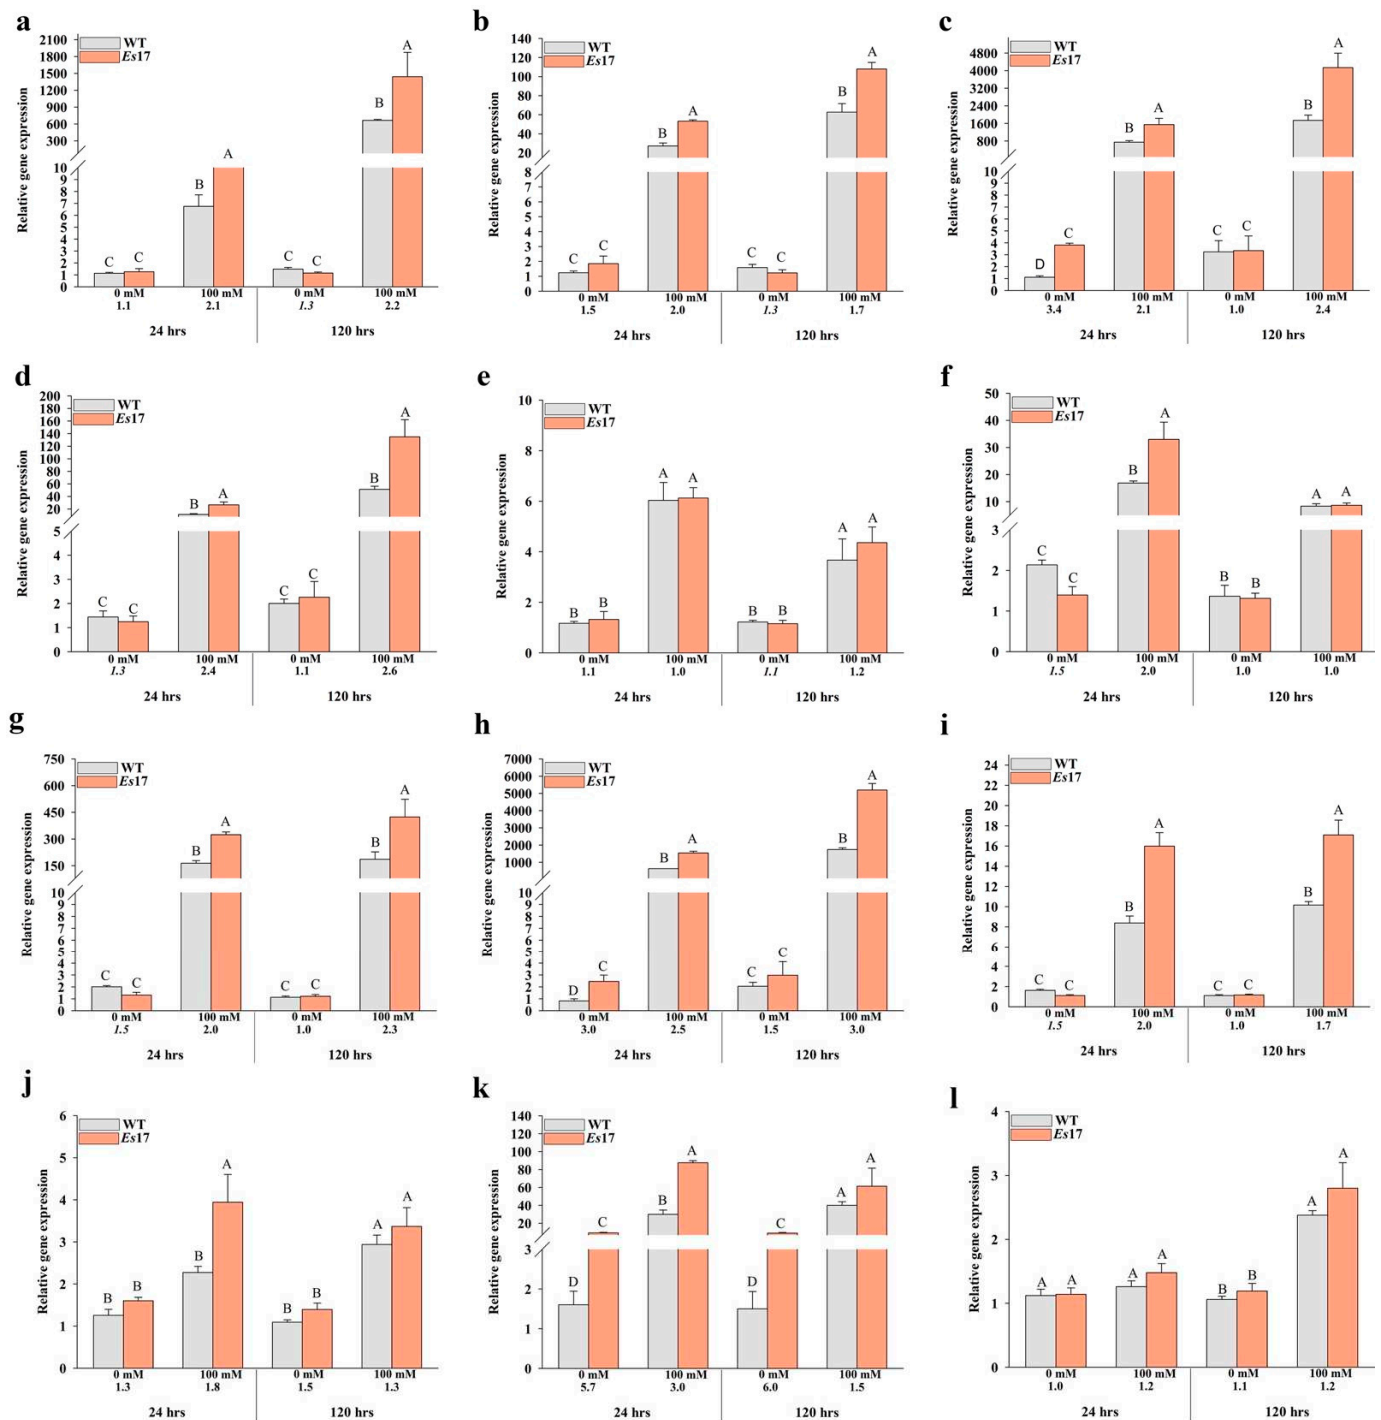 a
WT
Es17
2100
1800
1500
1200
900
600
300
10
9
8
7
6
5
4
3
2
1
0
Relative gene expression
C C B A C C B A
0 mM 100 mM 0 mM 100 mM
1.1 2.1 1.3 2.2
24 hrs 120 hrs
b
WT
Es17
140
120
100
80
60
40
20
8
7
6
5
4
3
2
1
0
Relative gene expression
C C B A C C B A
0 mM 100 mM 0 mM 100 mM
1.5 2.0 1.3 1.7
24 hrs 120 hrs
c
WT
Es17
4800
4000
3200
2400
1600
800
10
9
8
7
6
5
4
3
2
1
0
Relative gene expression
D C B A C C B A
0 mM 100 mM 0 mM 100 mM
3.4 2.1 1.0 2.4
24 hrs 120 hrs
d
WT
Es17
200
180
160
140
120
100
80
60
40
20
5
4
3
2
1
0
Relative gene expression
C C B A C C B A
0 mM 100 mM 0 mM 100 mM
1.3 2.4 1.1 2.6
24 hrs 120 hrs
e
WT
Es17
10
8
6
4
2
0
Relative gene expression
B B A A B B A A
0 mM 100 mM 0 mM 100 mM
1.1 1.0 1.1 1.2
24 hrs 120 hrs
f
WT
Es17
50
40
30
20
10
3
2
1
0
Relative gene expression
C C B A B B A A
0 mM 100 mM 0 mM 100 mM
1.5 2.0 1.0 1.0
24 hrs 120 hrs
g
WT
Es17
750
600
450
300
150
10
9
8
7
6
5
4
3
2
1
0
Relative gene expression
C C B A C C B A
0 mM 100 mM 0 mM 100 mM
1.5 2.0 1.0 2.3
24 hrs 120 hrs
h
WT
Es17
7000
6000
5000
4000
3000
2000
1000
10
9
8
7
6
5
4
3
2
1
0
Relative gene expression
D C B A C C B A
0 mM 100 mM 0 mM 100 mM
3.0 2.5 1.5 3.0
24 hrs 120 hrs
i
WT
Es17
24
22
20
18
16
14
12
10
8
6
4
2
0
Relative gene expression
C C B A C C B A
0 mM 100 mM 0 mM 100 mM
1.5 2.0 1.0 1.7
24 hrs 120 hrs
j
WT
Es17
6
5
4
3
2
1
0
Relative gene expression
B B B A B B A A
0 mM 100 mM 0 mM 100 mM
1.3 1.8 1.5 1.3
24 hrs 120 hrs
k
WT
Es17
140
120
100
80
60
40
20
3
2
1
0
Relative gene expression
D C B A D C A A
0 mM 100 mM 0 mM 100 mM
5.7 3.0 6.0 1.5
24 hrs 120 hrs
l
WT
Es17
4
3
2
1
0
Relative gene expression
A A A A B B A A
0 mM 100 mM 0 mM 100 mM
1.0 1.2 1.1 1.2
24 hrs 120 hrs